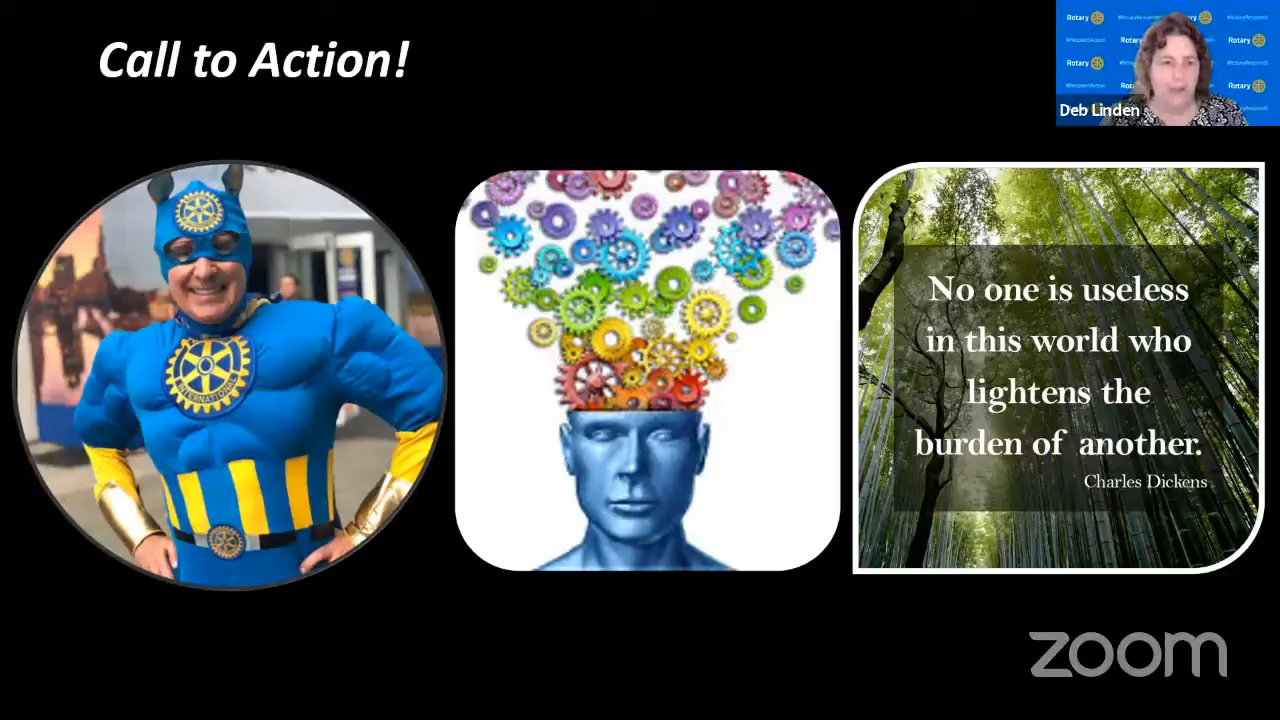 Call to Action!
Rotary
Rotary
Rotary
Rotary
Rotary
Deb Linden
INTERNATIONAL
No one is useless
in this world who
lightens the
burden of another.
Charles Dickens
zoom